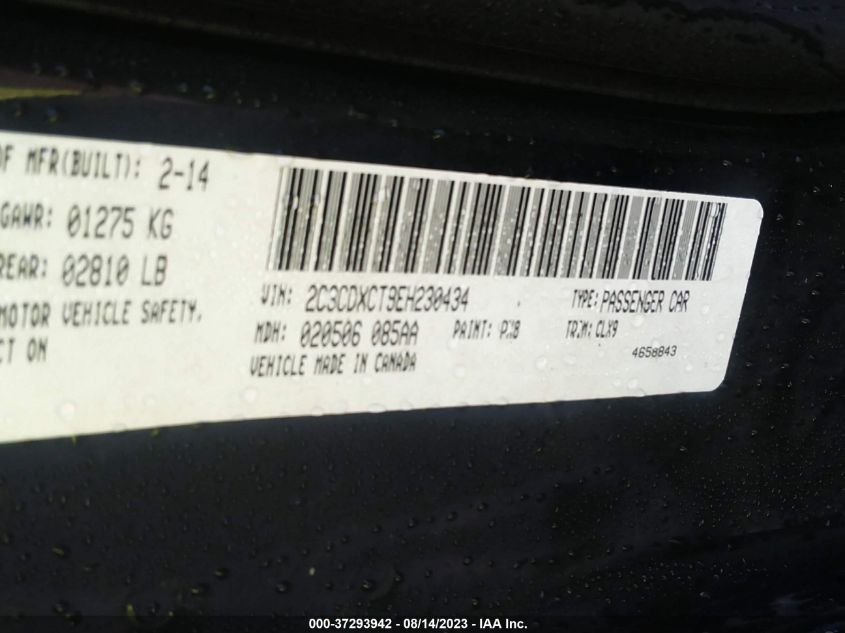 OF MFR(BUILT): 2-14
GAWR: 01275 KG
REAR: 02810 LB
MOTOR VEHICLE SAFETY.
CT ON
VIN: 2C3CDXCT9EH230434
TYPE: PASSENGER CAR
MDH: 020506 085AA
PAINT: PX8
TRIM: CLX9
VEHICLE MADE IN CANADA
4658843
000-37293942 - 08/14/2023 - IAA Inc.